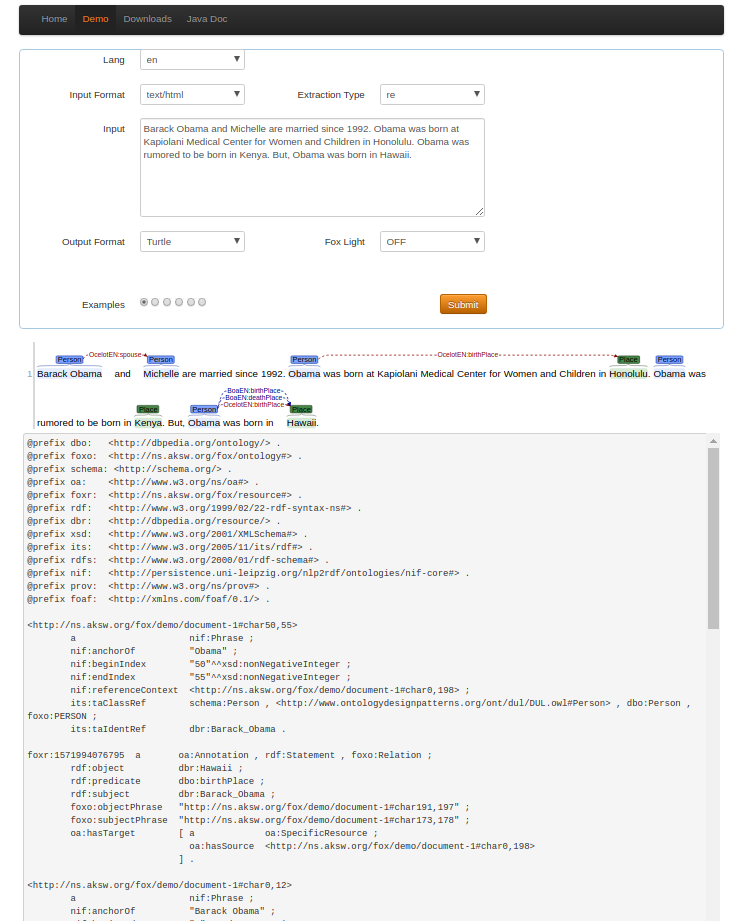 Home Demo Downloads Java Doc
Lang en
Input Format text/html Extraction Type re
Input Barack Obama and Michelle are married since 1992. Obama was born at
Kapiolani Medical Center for Women and Children in Honolulu. Obama was
rumored to be born in Kenya. But, Obama was born in Hawaii.
Output Format Turtle Fox Light OFF
Examples Submit
Person OcelotEN:spouse Person Person OcelotEN:birthPlace Place Person
1 Barack Obama and Michelle are married since 1992. Obama was born at Kapiolani Medical Center for Women and Children in Honolulu. Obama was
BoaEN:birthPlace
BoaEN:deathPlace
Place Person OcelotEN:birthPlace Place
rumored to be born in Kenya. But, Obama was born in Hawaii.
@prefix dbo: <http://dbpedia.org/ontology/> .
@prefix foxo: <http://ns.aksw.org/fox/ontology#> .
@prefix schema: <http://schema.org/> .
@prefix oa: <http://www.w3.org/ns/oa#> .
@prefix foxr: <http://ns.aksw.org/fox/resource#> .
@prefix rdf: <http://www.w3.org/1999/02/22-rdf-syntax-ns#> .
@prefix dbr: <http://dbpedia.org/resource/> .
@prefix xsd: <http://www.w3.org/2001/XMLSchema#> .
@prefix its: <http://www.w3.org/2005/11/its/rdf#> .
@prefix rdfs: <http://www.w3.org/2000/01/rdf-schema#> .
@prefix nif: <http://persistence.uni-leipzig.org/nlp2rdf/ontologies/nif-core#> .
@prefix prov: <http://www.w3.org/ns/prov#> .
@prefix foaf: <http://xmlns.com/foaf/0.1/> .
<http://ns.aksw.org/fox/demo/document-1#char50,55>
a nif:Phrase ;
nif:anchorOf "Obama" ;
nif:beginIndex "50"^^xsd:nonNegativeInteger ;
nif:endIndex "55"^^xsd:nonNegativeInteger ;
nif:referenceContext <http://ns.aksw.org/fox/demo/document-1#char0,198> ;
its:taClassRef schema:Person , <http://www.ontologydesignpatterns.org/ont/dul/DUL.owl#Person> , dbo:Person ,
foxo:PERSON ;
its:taIdentRef dbr:Barack_Obama .
foxr:1571994076795 a oa:Annotation , rdf:Statement , foxo:Relation ;
rdf:object dbr:Hawaii ;
rdf:predicate dbo:birthPlace ;
rdf:subject dbr:Barack_Obama ;
foxo:objectPhrase "http://ns.aksw.org/fox/demo/document-1#char191,197" ;
foxo:subjectPhrase "http://ns.aksw.org/fox/demo/document-1#char173,178" ;
oa:hasTarget [ a oa:SpecificResource ;
oa:hasSource <http://ns.aksw.org/fox/demo/document-1#char0,198>
] .
<http://ns.aksw.org/fox/demo/document-1#char0,12>
a nif:Phrase ;
nif:anchorOf "Barack Obama" ;